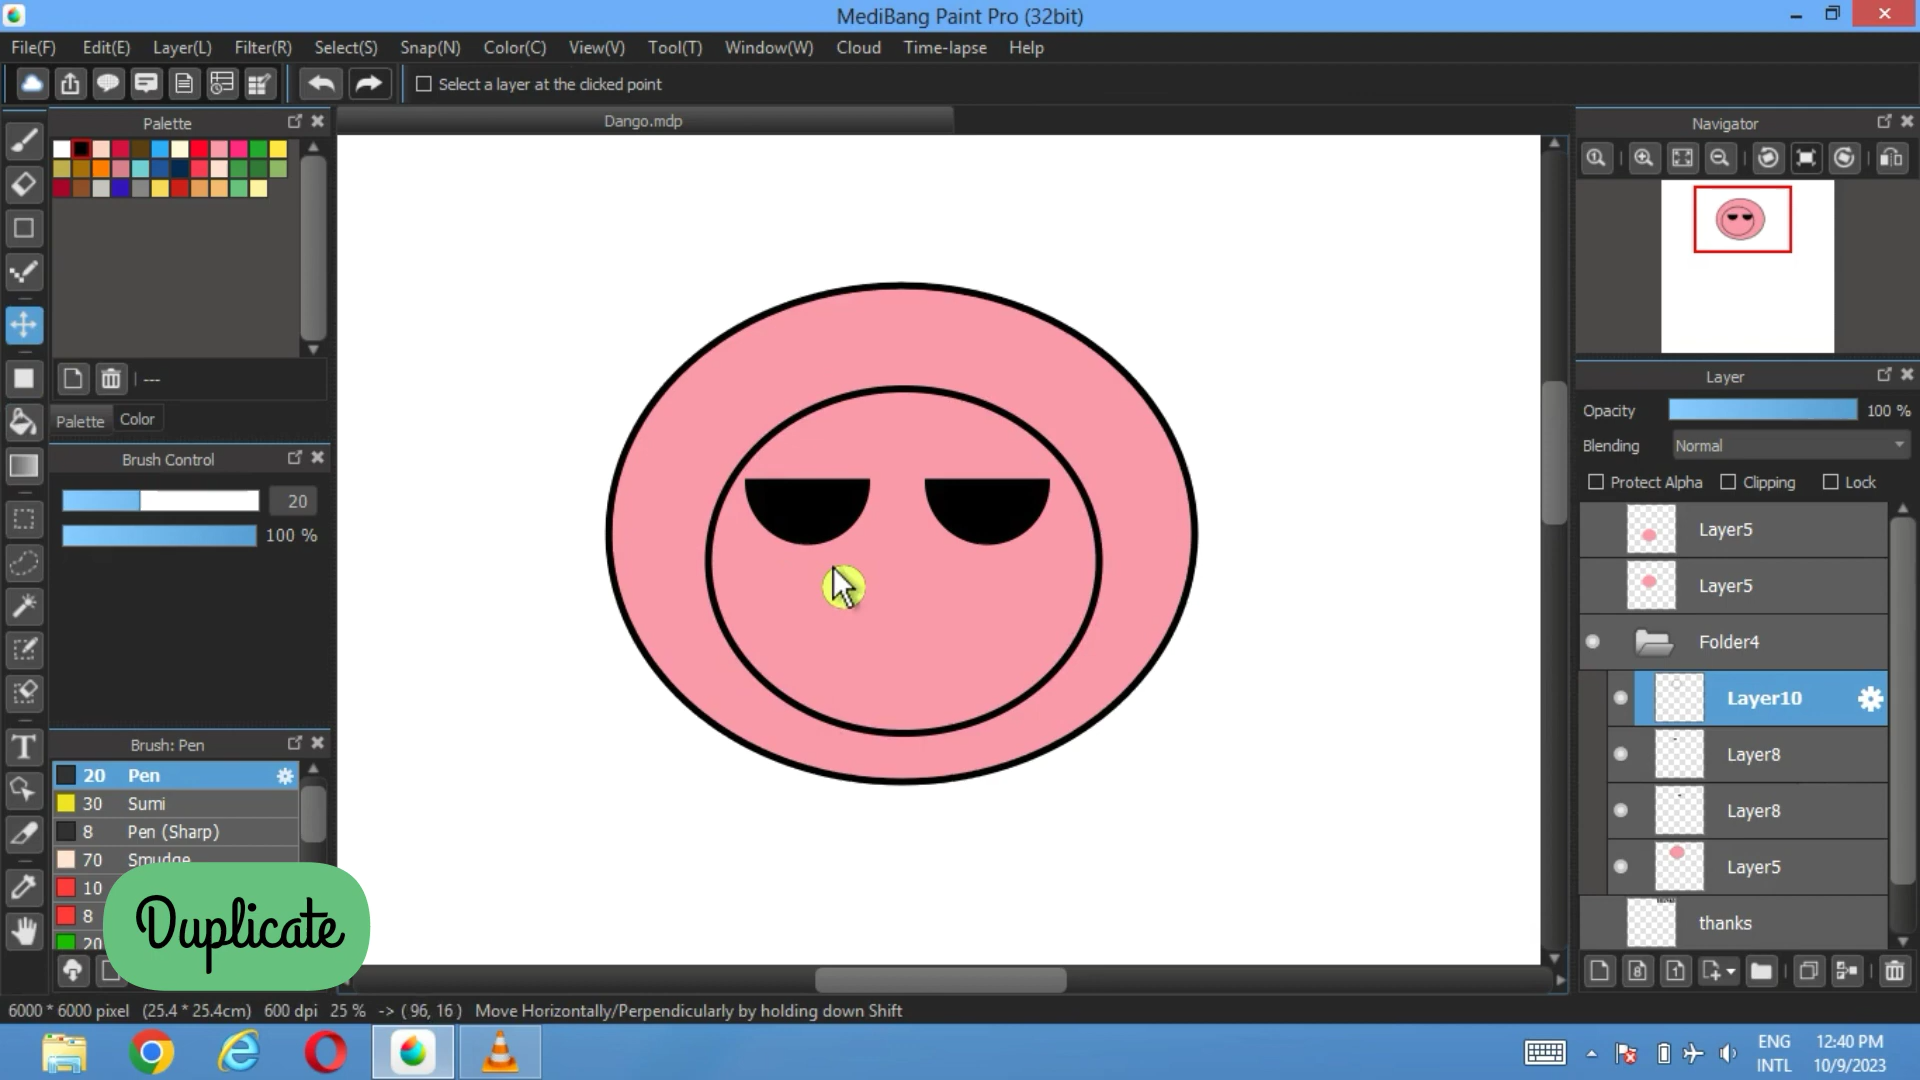 MediBang Paint Pro (32bit)
File(F) Edit(E) Layer(L) Filter(R) Select(S) Snap(N) Color(C) View(V) Tool(T) Window(W) Cloud Time-lapse Help
Select a layer at the clicked point
Palette
Dango.mdp
Navigator
---
Palette Color
Brush Control
20
100 %
Brush: Pen
20 Pen
30 Sumi
8 Pen (Sharp)
70 Smudge
10
8
20
Duplicate
Layer
Opacity 100 %
Blending Normal
Protect Alpha Clipping Lock
Layer5
Layer5
Folder4
Layer10
Layer8
Layer8
Layer5
thanks
6000 * 6000 pixel (25.4 * 25.4cm) 600 dpi 25 % -> ( 96, 16 ) Move Horizontally/Perpendicularly by holding down Shift
ENG 12:40 PM
INTL 10/9/2023